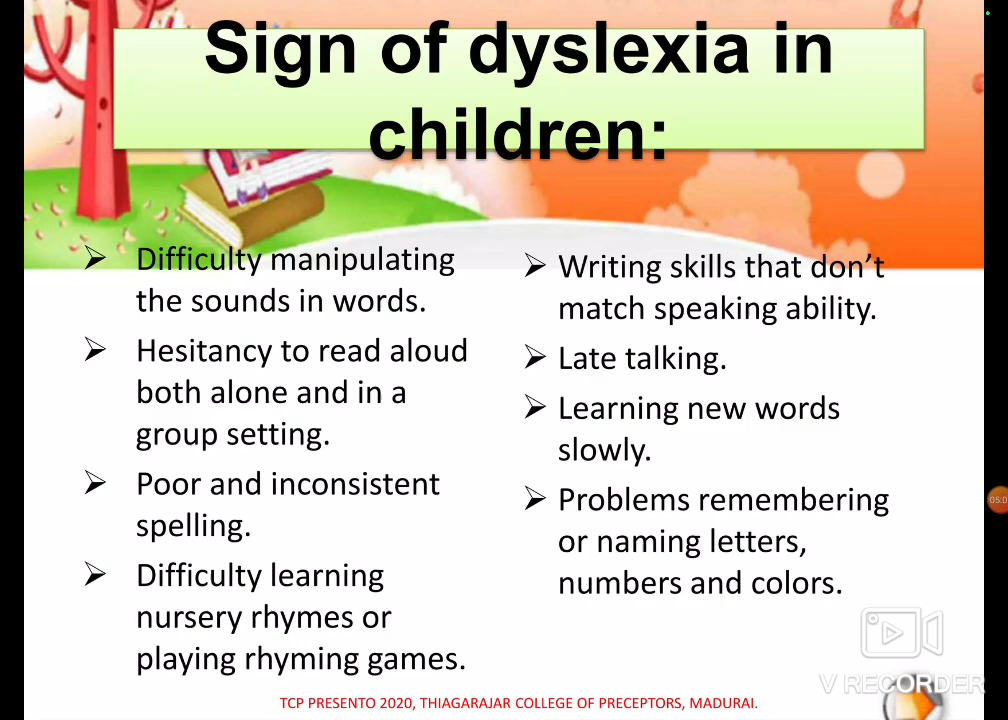 Sign of dyslexia in
children:
Difficulty manipulating
the sounds in words.
Hesitancy to read aloud
both alone and in a
group setting.
Poor and inconsistent
spelling.
Difficulty learning
nursery rhymes or
playing rhyming games.
Writing skills that don’t
match speaking ability.
Late talking.
Learning new words
slowly.
Problems remembering
or naming letters,
numbers and colors.
TCP PRESENTO 2020, THIAGARAJAR COLLEGE OF PRECEPTORS, MADURAI.
V RECORDER